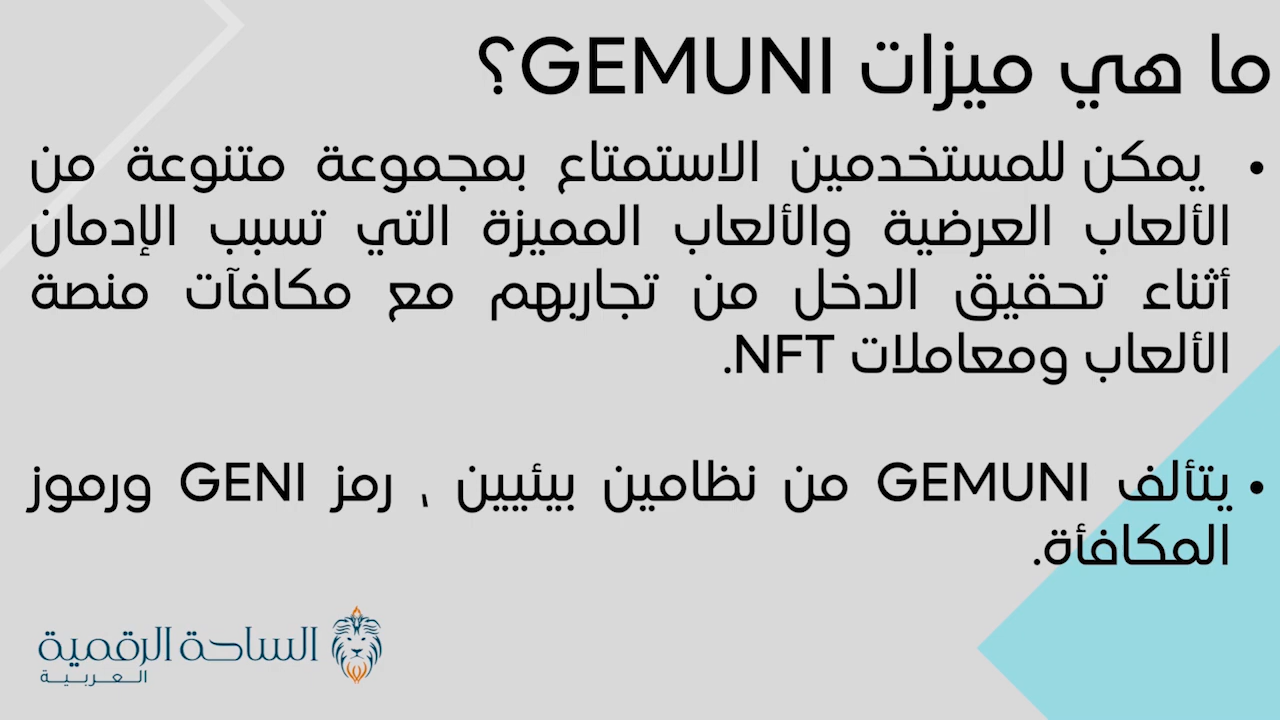 ما هي ميزات GEMUNI؟
• يمكن للمستخدمين الاستمتاع بمجموعة متنوعة من
الألعاب العرضية والألعاب المميزة التي تسبب الإدمان
أثناء تحقيق الدخل من تجاربهم مع مكافآت منصة
الألعاب ومعاملات NFT.
• يتألف GEMUNI من نظامين بيئيين ، رمز GENI ورموز
المكافأة.
الساحة الرقمية
العربية